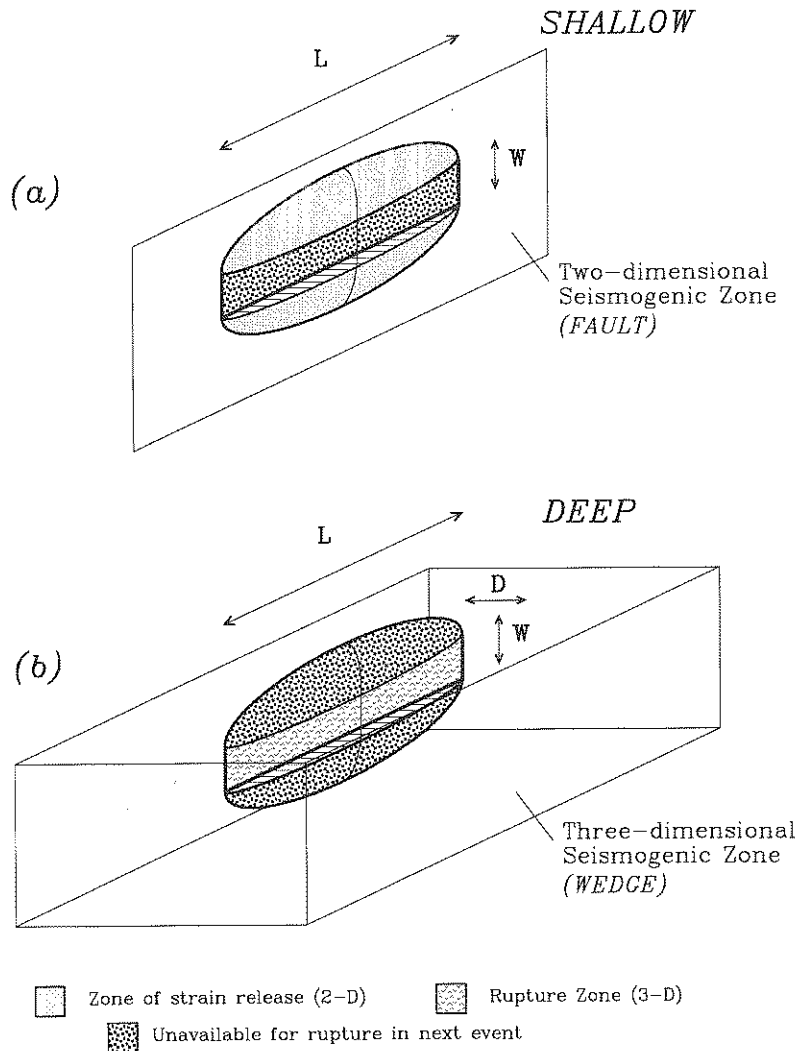 SHALLOW
L
W
(a)
Two-dimensional
Seismogenic Zone
(FAULT)
DEEP
L
D
W
(b)
Three-dimensional
Seismogenic Zone
(WEDGE)
Zone of strain release (2-D)
Rupture Zone (3-D)
Unavailable for rupture in next event